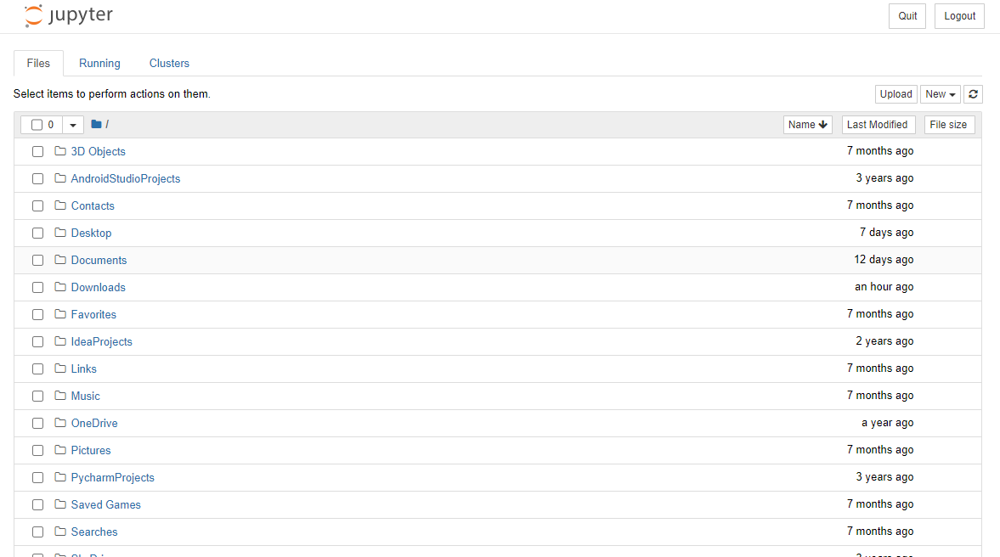 jupyter
Quit Logout
Files Running Clusters
Select items to perform actions on them.
Upload New
0 / Name Last Modified File size
3D Objects 7 months ago
AndroidStudioProjects 3 years ago
Contacts 7 months ago
Desktop 7 days ago
Documents 12 days ago
Downloads an hour ago
Favorites 7 months ago
IdeaProjects 2 years ago
Links 7 months ago
Music 7 months ago
OneDrive a year ago
Pictures 7 months ago
PycharmProjects 3 years ago
Saved Games 7 months ago
Searches 7 months ago